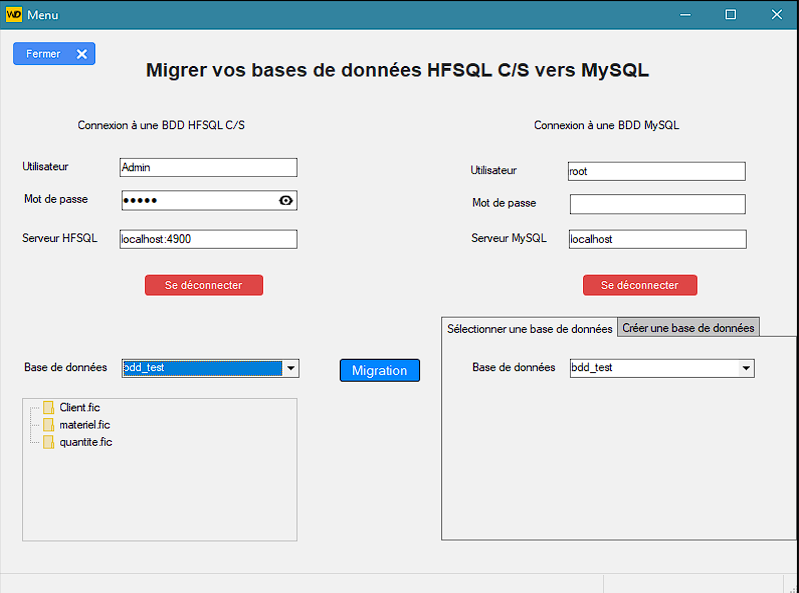 WD Menu
Fermer
Migrer vos bases de données HFSQL C/S vers MySQL
Connexion à une BDD HFSQL C/S
Utilisateur Admin
Mot de passe •••••
Serveur HFSQL localhost:4900
Se déconnecter
Base de données bdd_test
Client.fic
materiel.fic
quantite.fic
Migration
Connexion à une BDD MySQL
Utilisateur root
Mot de passe
Serveur MySQL localhost
Se déconnecter
Sélectionner une base de données Créer une base de données
Base de données bdd_test